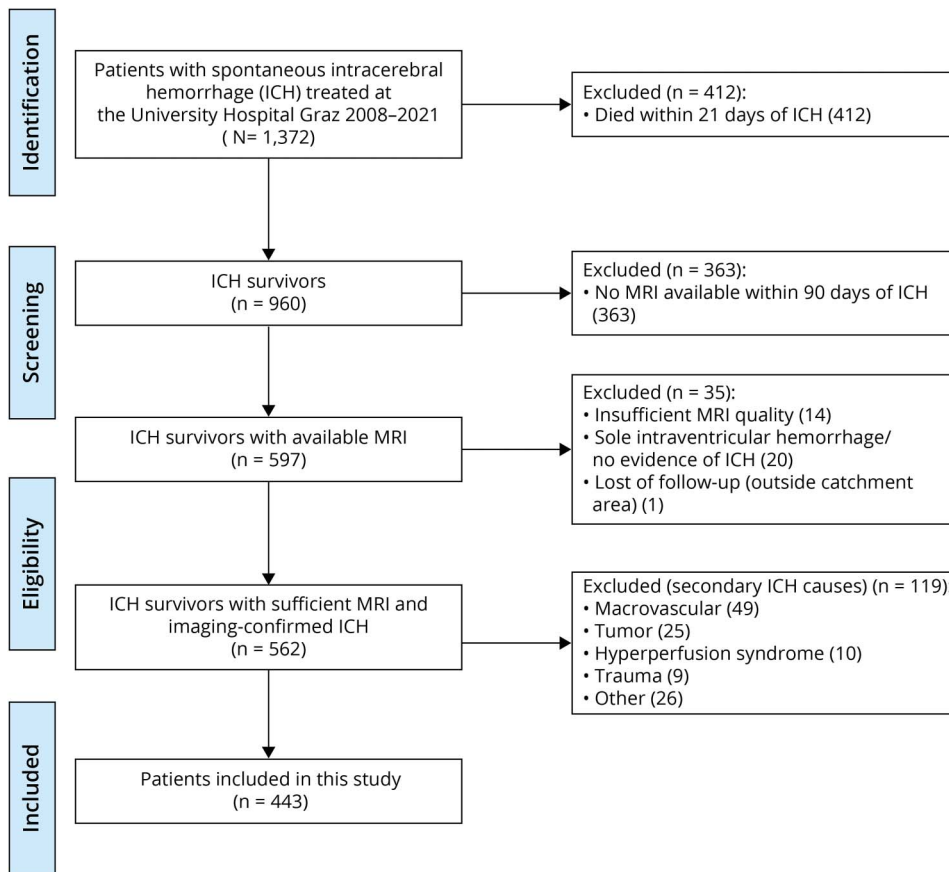 Identification
Patients with spontaneous intracerebral
hemorrhage (ICH) treated at
the University Hospital Graz 2008–2021
( N= 1,372)
Excluded (n = 412):
• Died within 21 days of ICH (412)
Screening
ICH survivors
(n = 960)
Excluded (n = 363):
• No MRI available within 90 days of ICH
(363)
ICH survivors with available MRI
(n = 597)
Excluded (n = 35):
• Insufficient MRI quality (14)
• Sole intraventricular hemorrhage/
no evidence of ICH (20)
• Lost of follow-up (outside catchment
area) (1)
Eligibility
ICH survivors with sufficient MRI and
imaging-confirmed ICH
(n = 562)
Excluded (secondary ICH causes) (n = 119):
• Macrovascular (49)
• Tumor (25)
• Hyperperfusion syndrome (10)
• Trauma (9)
• Other (26)
Included
Patients included in this study
(n = 443)